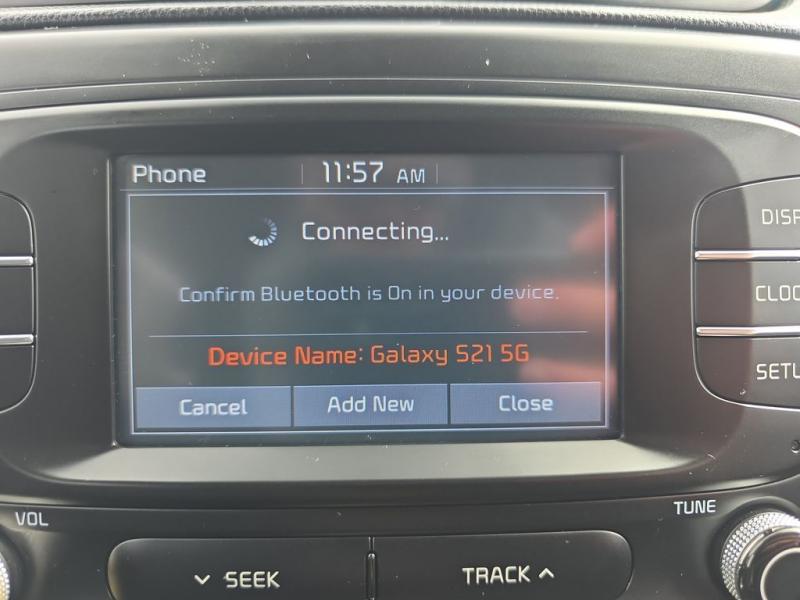 Phone 11:57 AM
Connecting...
Confirm Bluetooth is On in your device.
Device Name: Galaxy S21 5G
Cancel Add New Close
VOL
TUNE
SEEK
TRACK